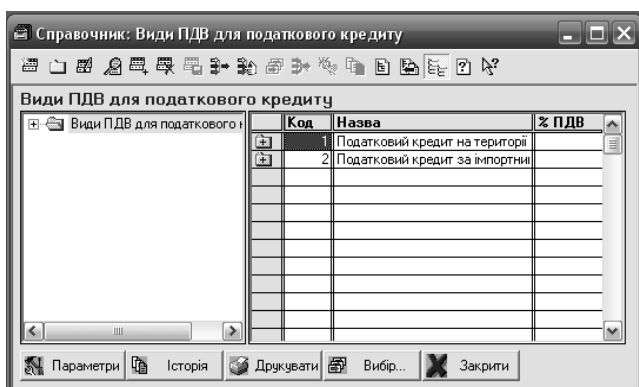 Справочник: Види ПДВ для податкового кредиту
Види ПДВ для податкового кредиту
Види ПДВ для податкового к
Код Назва % ПДВ
1 Податковий кредит на території
2 Податковий кредит за імпортни
Параметри Історія Друкувати Вибір... Закрити